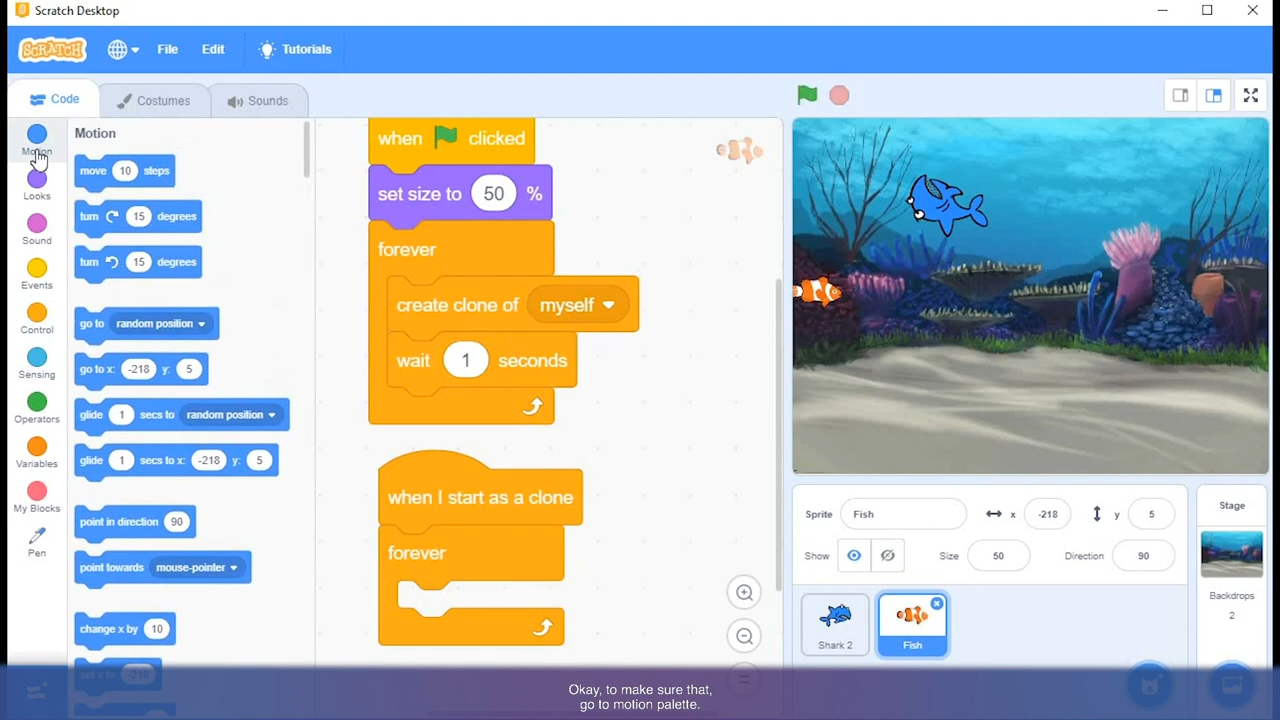 Scratch Desktop
SCRATCH
File
Edit
Tutorials
Code
Costumes
Sounds
Motion
Looks
Sound
Events
Control
Sensing
Operators
Variables
My Blocks
Pen
Motion
move 10 steps
turn 15 degrees
turn 15 degrees
go to random position
go to x: -218 y: 5
glide 1 secs to random position
glide 1 secs to x: -218 y: 5
point in direction 90
point towards mouse-pointer
change x by 10
set x to -218
when clicked
set size to 50 %
forever
create clone of myself
wait 1 seconds
when I start as a clone
forever
Sprite Fish x -218 y 5
Show Size 50 Direction 90
Shark 2
Fish
Stage
Backdrops
2
Okay, to make sure that,
go to motion palette.